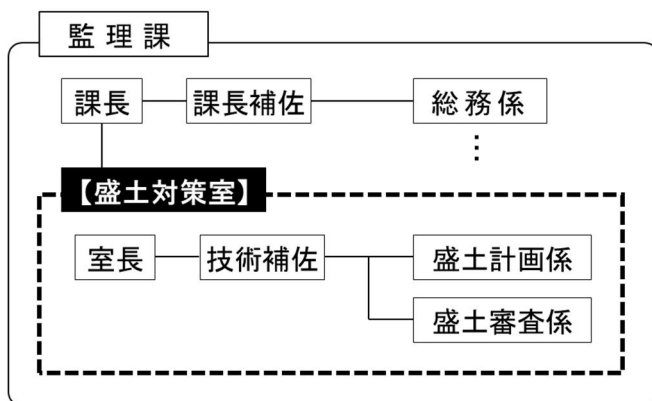 監理課
課長
課長補佐
総務係
⋮
【盛土対策室】
室長
技術補佐
盛土計画係
盛土審査係